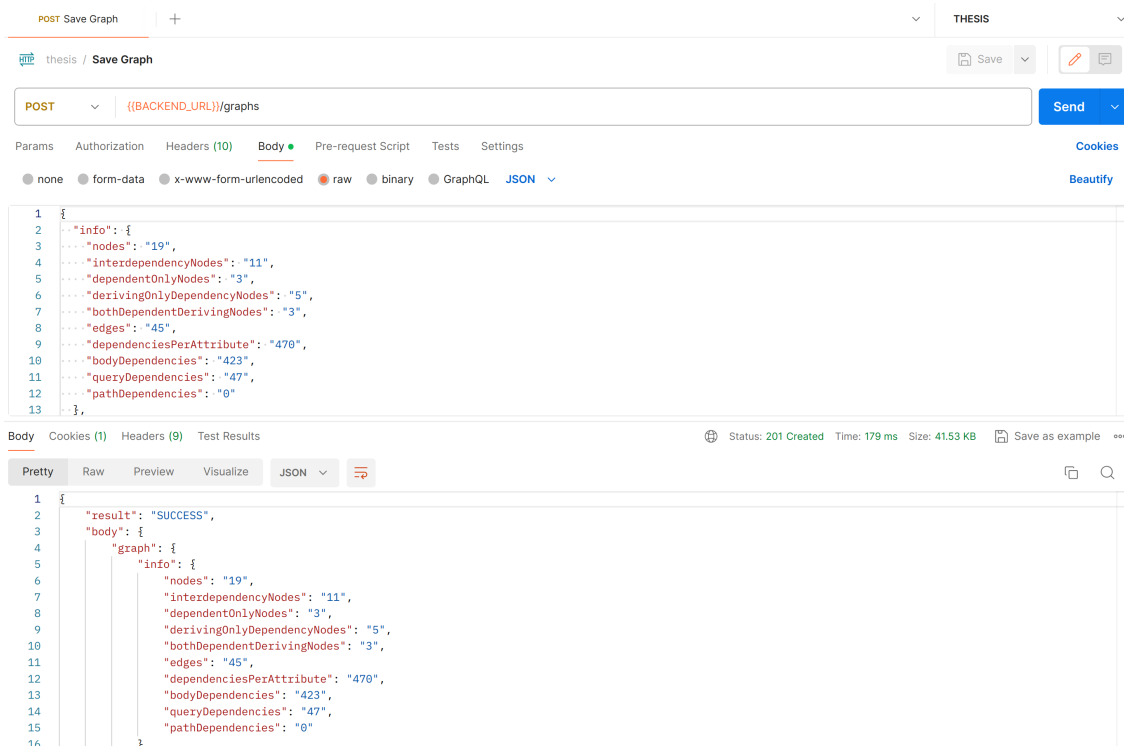 POST Save Graph
THESIS
HTTP thesis / Save Graph
Save
POST {{BACKEND_URL}}/graphs
Send
Params Authorization Headers (10) Body Pre-request Script Tests Settings Cookies
none form-data x-www-form-urlencoded raw binary GraphQL JSON Beautify
1 {
2 "info": {
3 "nodes": "19",
4 "interdependencyNodes": "11",
5 "dependentOnlyNodes": "3",
6 "derivingOnlyDependencyNodes": "5",
7 "bothDependentDerivingNodes": "3",
8 "edges": "45",
9 "dependenciesPerAttribute": "470",
10 "bodyDependencies": "423",
11 "queryDependencies": "47",
12 "pathDependencies": "0"
13 },
Body Cookies (1) Headers (9) Test Results Status: 201 Created Time: 179 ms Size: 41.53 KB Save as example
Pretty Raw Preview Visualize JSON
1 {
2 "result": "SUCCESS",
3 "body": {
4 "graph": {
5 "info": {
6 "nodes": "19",
7 "interdependencyNodes": "11",
8 "dependentOnlyNodes": "3",
9 "derivingOnlyDependencyNodes": "5",
10 "bothDependentDerivingNodes": "3",
11 "edges": "45",
12 "dependenciesPerAttribute": "470",
13 "bodyDependencies": "423",
14 "queryDependencies": "47",
15 "pathDependencies": "0"
16 }